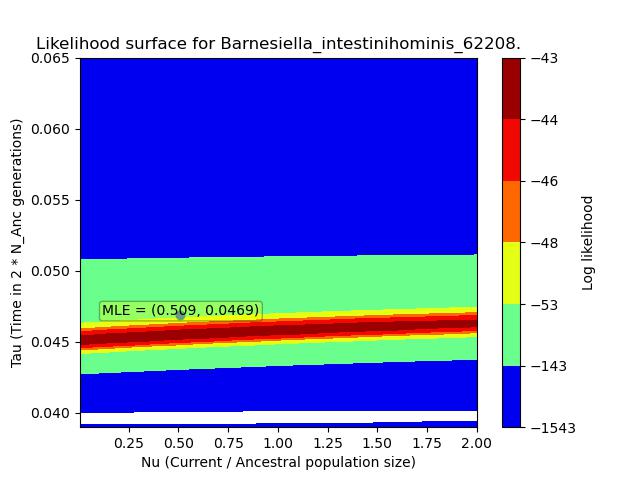 Likelihood surface for Barnesiella_intestinihominis_62208.
0.065
0.060
0.055
0.050
0.045
0.040
Tau (Time in 2 * N_Anc generations)
MLE = (0.509, 0.0469)
0.25 0.50 0.75 1.00 1.25 1.50 1.75 2.00
Nu (Current / Ancestral population size)
−43
−44
−46
−48
−53
−143
−1543
Log likelihood